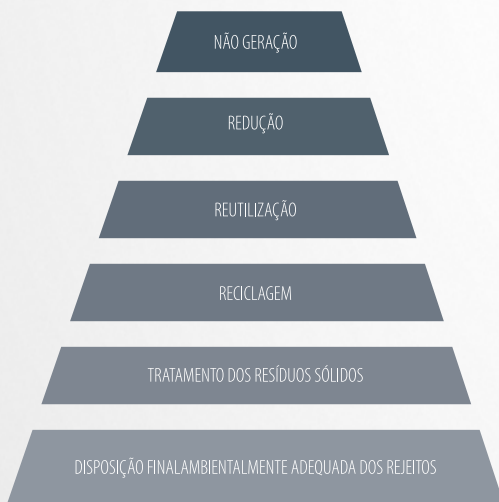 NÃO GERAÇÃO
REDUÇÃO
REUTILIZAÇÃO
RECICLAGEM
TRATAMENTO DOS RESÍDUOS SÓLIDOS
DISPOSIÇÃO FINALAMBIENTALMENTE ADEQUADA DOS REJEITOS